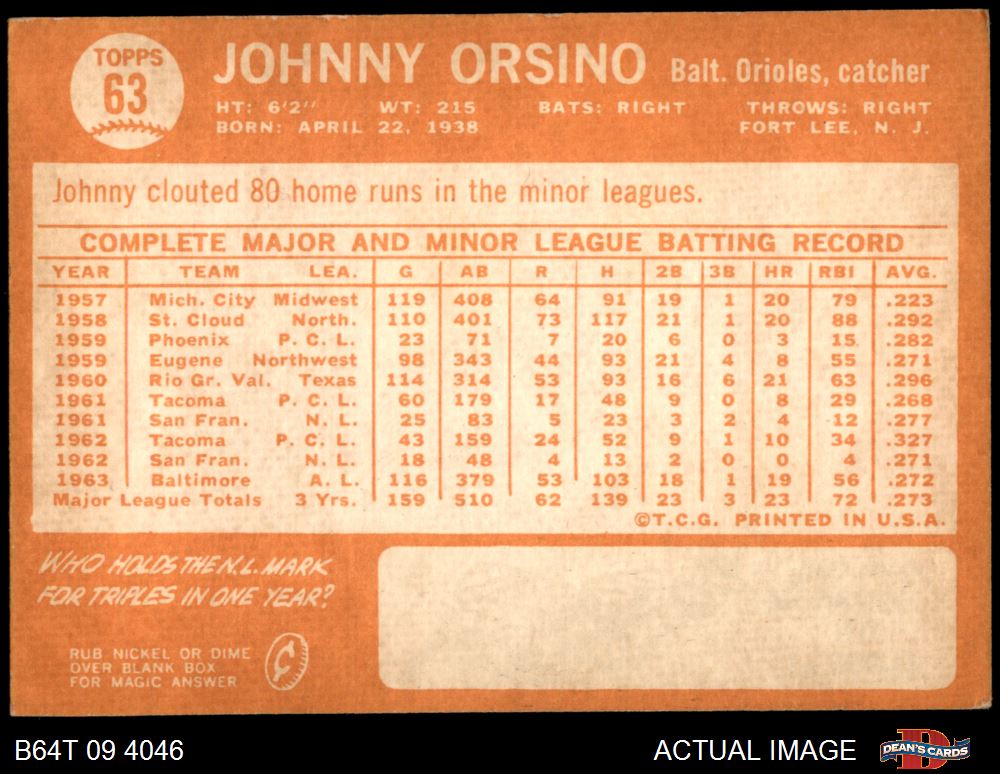 TOPPS
63
JOHNNY ORSINO Balt. Orioles, catcher
HT: 6'2" WT: 215 BATS: RIGHT THROWS: RIGHT
BORN: APRIL 22, 1938 FORT LEE, N. J.
Johnny clouted 80 home runs in the minor leagues.
COMPLETE MAJOR AND MINOR LEAGUE BATTING RECORD
YEAR TEAM LEA. G AB R H 2B 3B HR RBI AVG.
1957 Mich. City Midwest 119 408 64 91 19 1 20 79 .223
1958 St. Cloud North. 110 401 73 117 21 1 20 88 .292
1959 Phoenix P. C. L. 23 71 7 20 6 0 3 15 .282
1959 Eugene Northwest 98 343 44 93 21 4 8 55 .271
1960 Rio Gr. Val. Texas 114 314 53 93 16 6 21 63 .296
1961 Tacoma P. C. L. 60 179 17 48 9 0 8 29 .268
1961 San Fran. N. L. 25 83 5 23 3 2 4 12 .277
1962 Tacoma P. C. L. 43 159 24 52 9 1 10 34 .327
1962 San Fran. N. L. 18 48 4 13 2 0 0 4 .271
1963 Baltimore A. L. 116 379 53 103 18 1 19 56 .272
Major League Totals 3 Yrs. 159 510 62 139 23 3 23 72 .273
©T.C.G. PRINTED IN U.S.A.
WHO HOLDS THE N.L. MARK
FOR TRIPLES IN ONE YEAR?
RUB NICKEL OR DIME
OVER BLANK BOX
FOR MAGIC ANSWER
¢
B64T 09 4046 ACTUAL IMAGE
DEAN'S CARDS